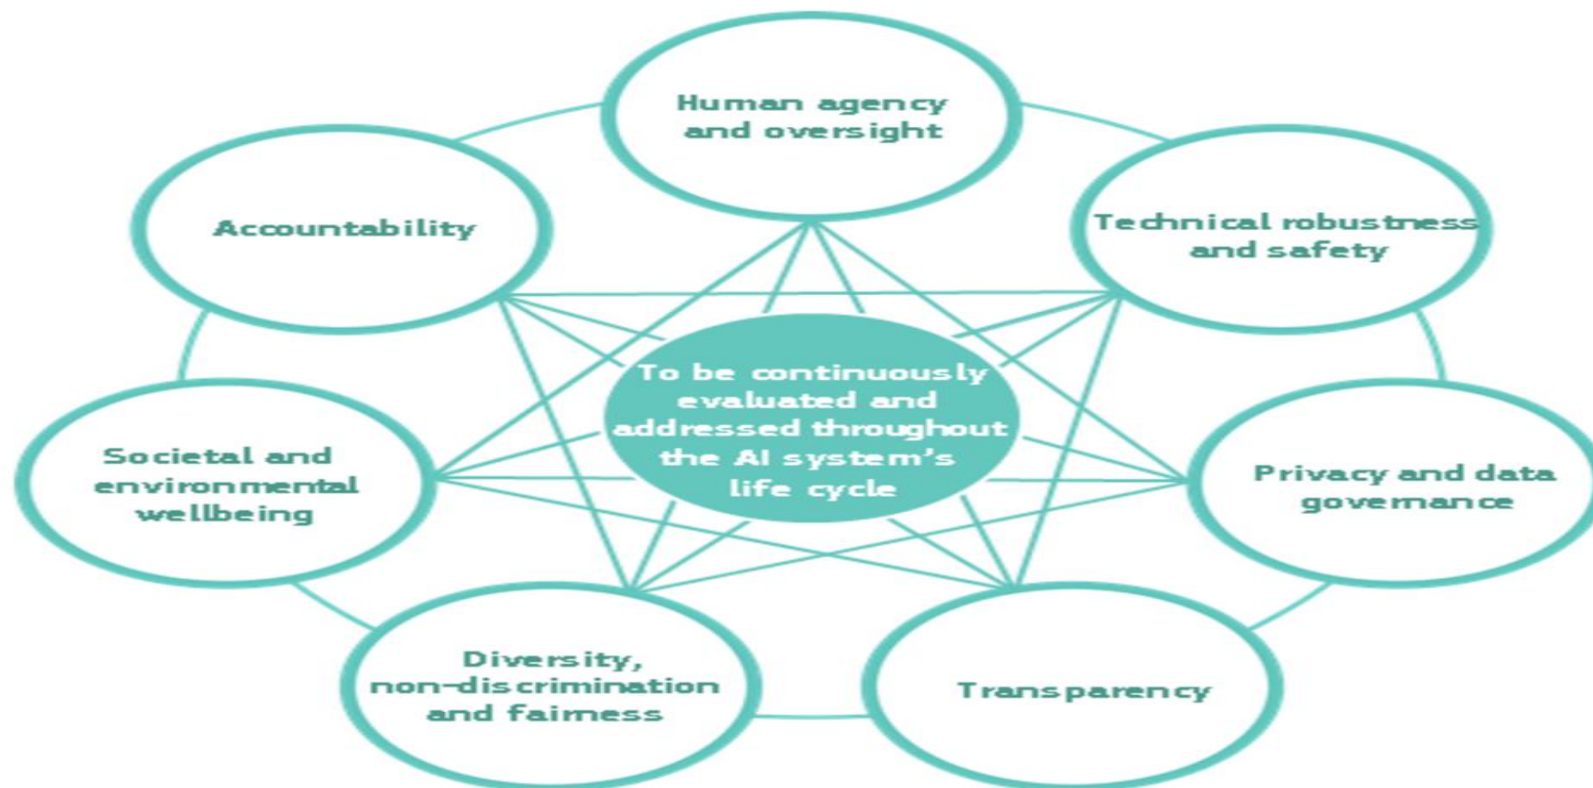 Human agency
and oversight
Technical robustness
and safety
Privacy and data
governance
Transparency
Diversity,
non-discrimination
and fairness
Societal and
environmental
wellbeing
Accountability
To be continuously
evaluated and
addressed throughout
the AI system's
life cycle